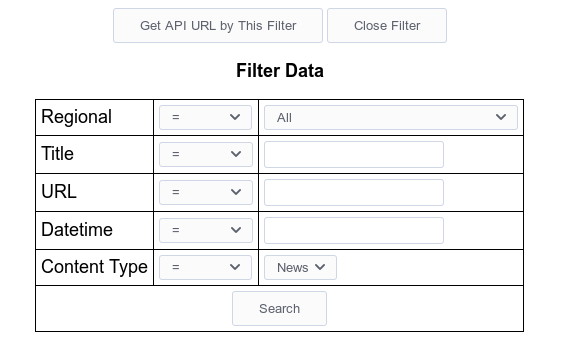 Get API URL by This Filter Close Filter
Filter Data
Regional = All
Title =
URL =
Datetime =
Content Type = News
Search